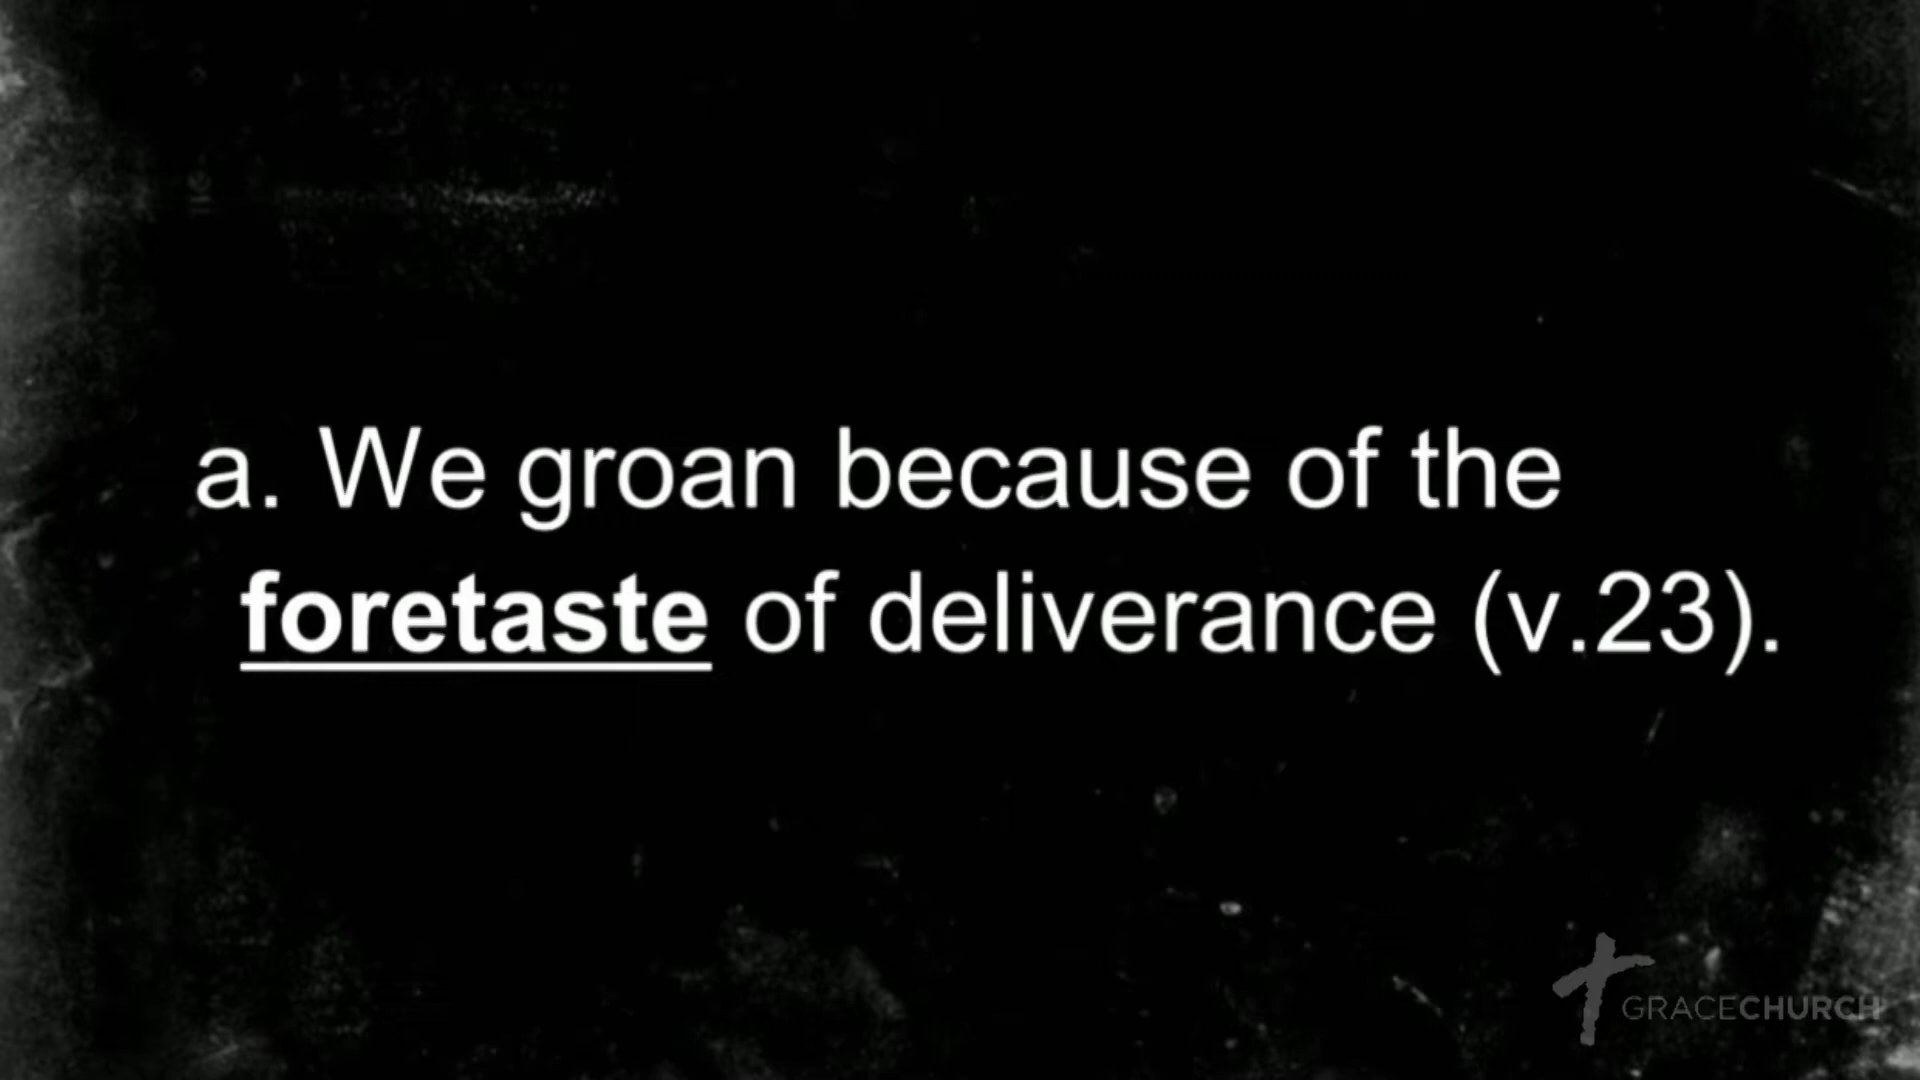 a. We groan because of the
foretaste of deliverance (v.23).
GRACECHURCH